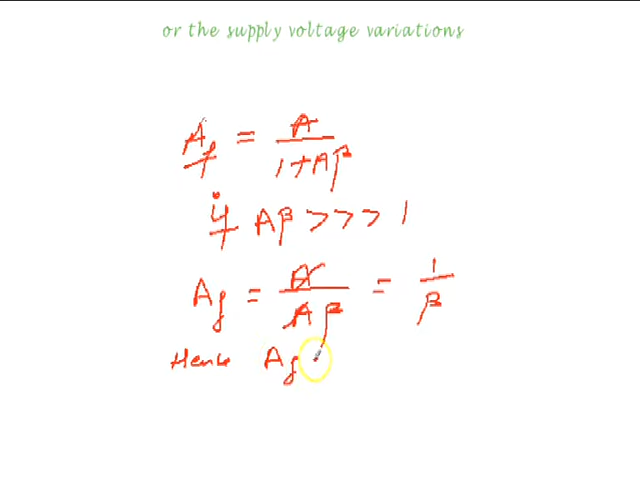 or the supply voltage variations
Af = A / 1 + Aβ
if Aβ >>> 1
Af = A / Aβ = 1 / β
Hence Af